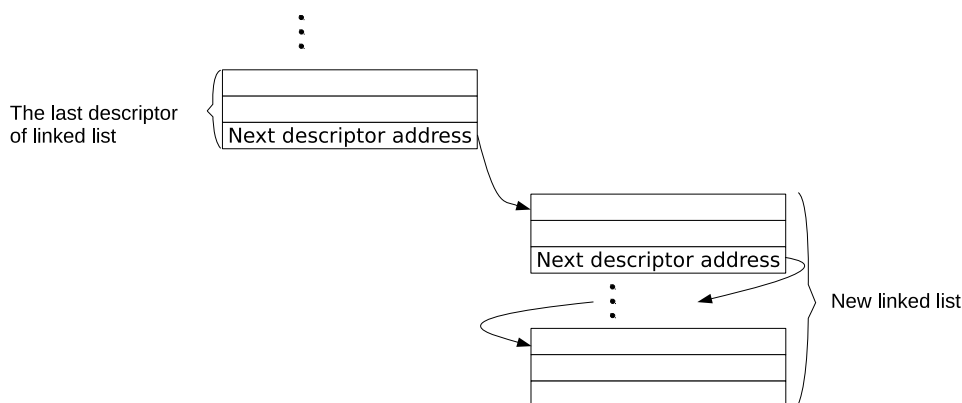 The last descriptor
of linked list
Next descriptor address
Next descriptor address
New linked list